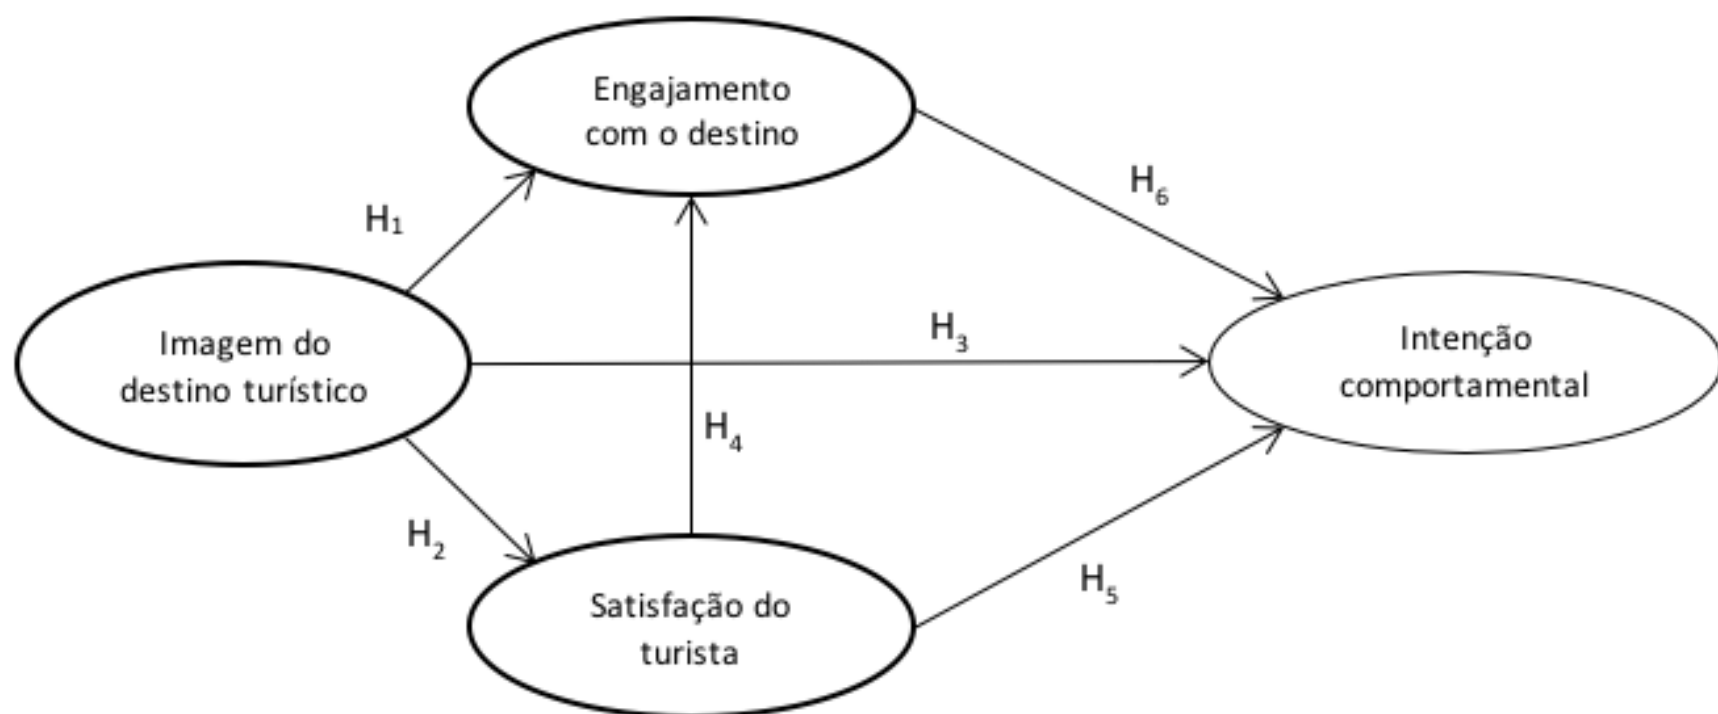 Engajamento
com o destino
H₁
H₆
Imagem do
destino turístico
H₃
Intenção
comportamental
H₄
H₂
Satisfação do
turista
H₅